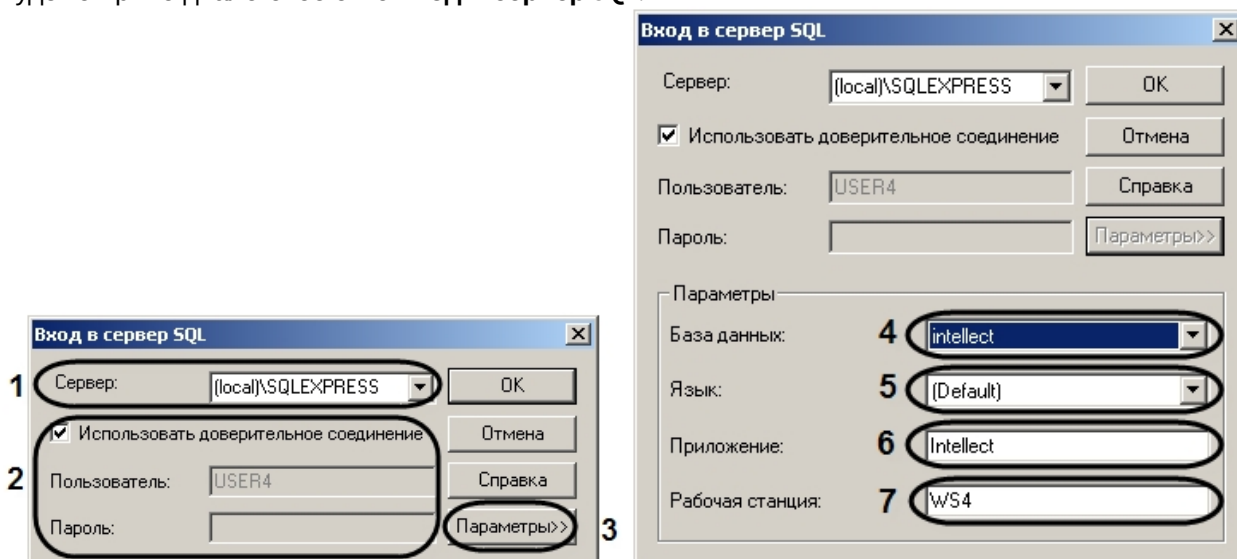 Вход в сервер SQL
Сервер: (local)\SQLEXPRESS OK
Использовать доверительное соединение Отмена
Пользователь: USER4 Справка
Пароль: Параметры>>
Параметры
База данных: 4 intellect
Язык: 5 (Default)
Приложение: 6 Intellect
Рабочая станция: 7 WS4
Вход в сервер SQL
1 Сервер: (local)\SQLEXPRESS OK
Использовать доверительное соединение Отмена
2 Пользователь: USER4 Справка
Пароль: Параметры>> 3